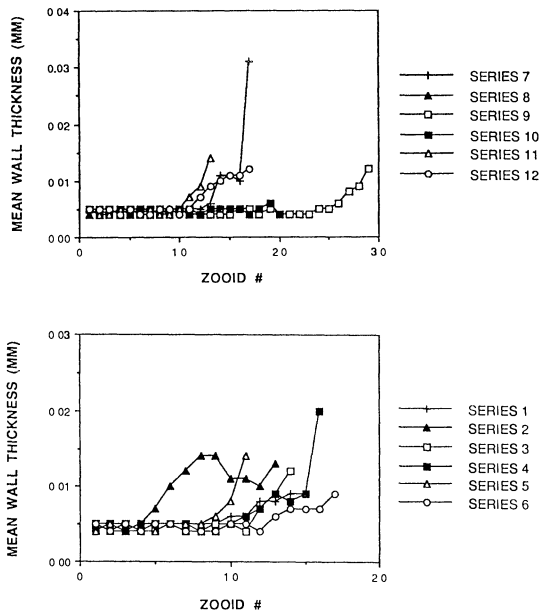 0 04
0 03
0 02
0 01
0 00
MEAN WALL THICKNESS (MM)
0
10
20
30
ZOOID #
SERIES 7
SERIES 8
SERIES 9
SERIES 10
SERIES 11
SERIES 12
0 03
0 02
0 01
0 00
MEAN WALL THICKNESS (MM)
0
10
20
ZOOID #
SERIES 1
SERIES 2
SERIES 3
SERIES 4
SERIES 5
SERIES 6